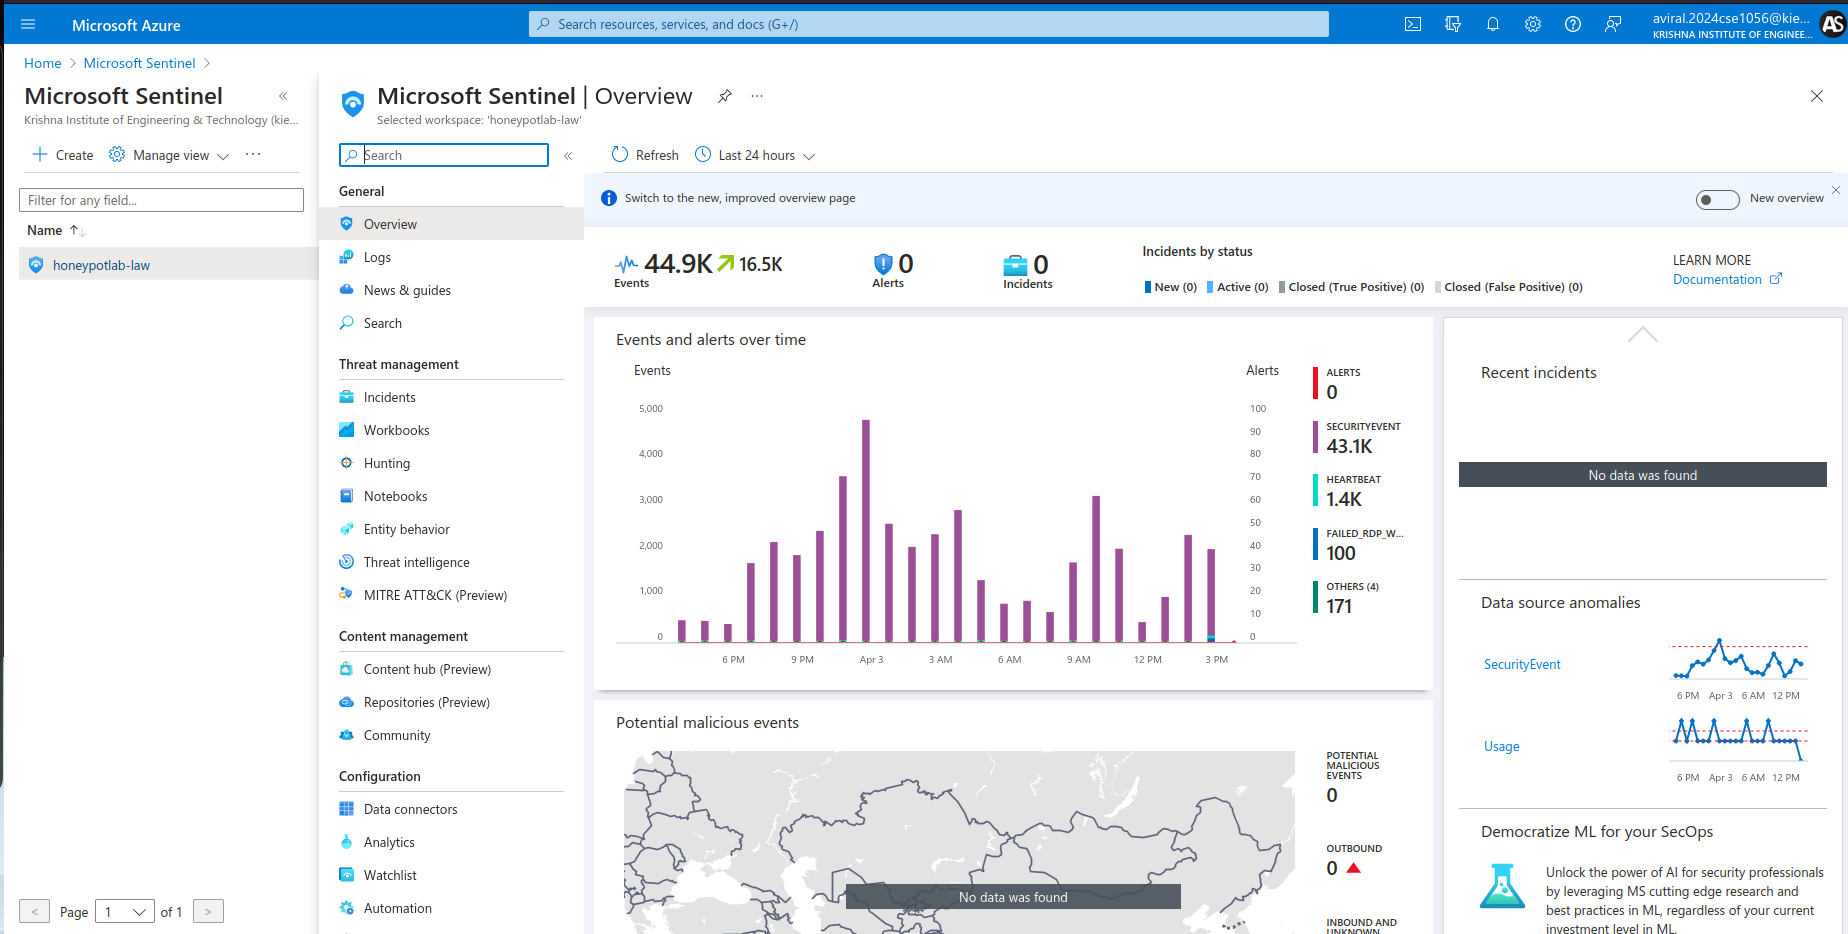 Microsoft Azure
Search resources, services, and docs (G+/)
aviral.2024cse1056@kie...
KRISHNA INSTITUTE OF ENGINEE...
AS
Home > Microsoft Sentinel >
Microsoft Sentinel
Krishna Institute of Engineering & Technology (kie...
Create
Manage view
...
Filter for any field...
Name
honeypotlab-law
< Page 1 of 1 >
Microsoft Sentinel | Overview
...
Selected workspace: 'honeypotlab-law'
Search
General
Overview
Logs
News & guides
Search
Threat management
Incidents
Workbooks
Hunting
Notebooks
Entity behavior
Threat intelligence
MITRE ATT&CK (Preview)
Content management
Content hub (Preview)
Repositories (Preview)
Community
Configuration
Data connectors
Analytics
Watchlist
Automation
Refresh
Last 24 hours
Switch to the new, improved overview page
New overview
44.9K 16.5K
Events
0
Alerts
0
Incidents
Incidents by status
New (0) Active (0) Closed (True Positive) (0) Closed (False Positive) (0)
LEARN MORE
Documentation
Events and alerts over time
Events
Alerts
5,000
4,000
3,000
2,000
1,000
0
100
90
80
70
60
50
40
30
20
10
0
6 PM 9 PM Apr 3 3 AM 6 AM 9 AM 12 PM 3 PM
ALERTS
0
SECURITYEVENT
43.1K
HEARTBEAT
1.4K
FAILED_RDP_W...
100
OTHERS (4)
171
Potential malicious events
No data was found
POTENTIAL
MALICIOUS
EVENTS
0
OUTBOUND
0
INBOUND AND
UNKNOWN
Recent incidents
No data was found
Data source anomalies
SecurityEvent
6 PM Apr 3 6 AM 12 PM
Usage
6 PM Apr 3 6 AM 12 PM
Democratize ML for your SecOps
Unlock the power of AI for security professionals
by leveraging MS cutting edge research and
best practices in ML, regardless of your current
investment level in ML.